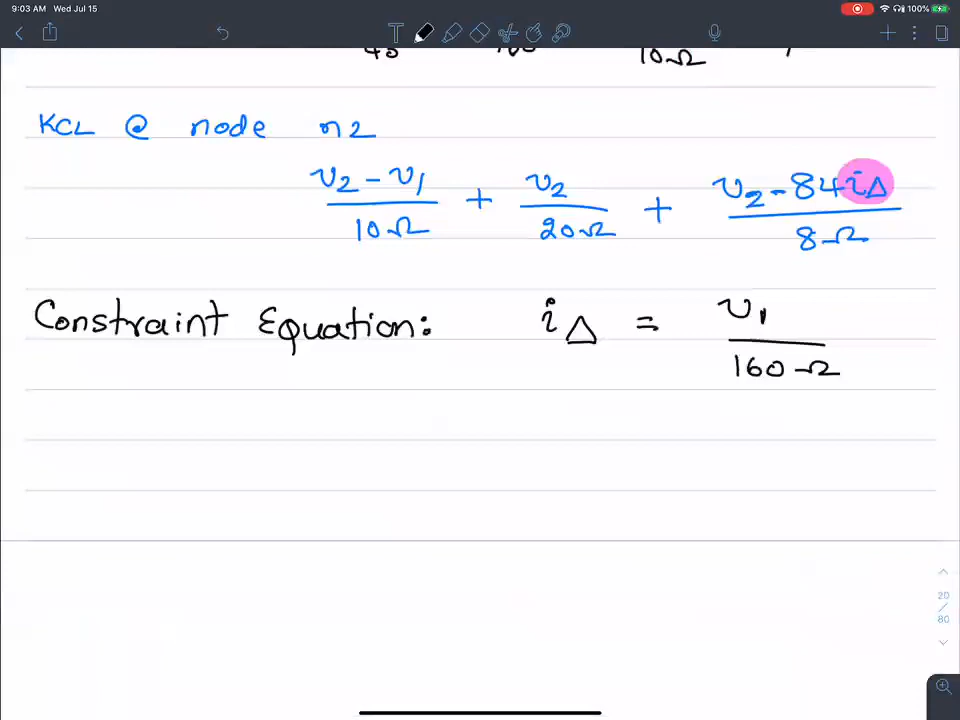 9:03 AM Wed Jul 15 100%
T
10Ω
KCL @ node n2
v2 - v1 / 10Ω + v2 / 20Ω + v2 - 84iΔ / 8Ω
Constraint Equation: iΔ = v1 / 160Ω
20
/
80